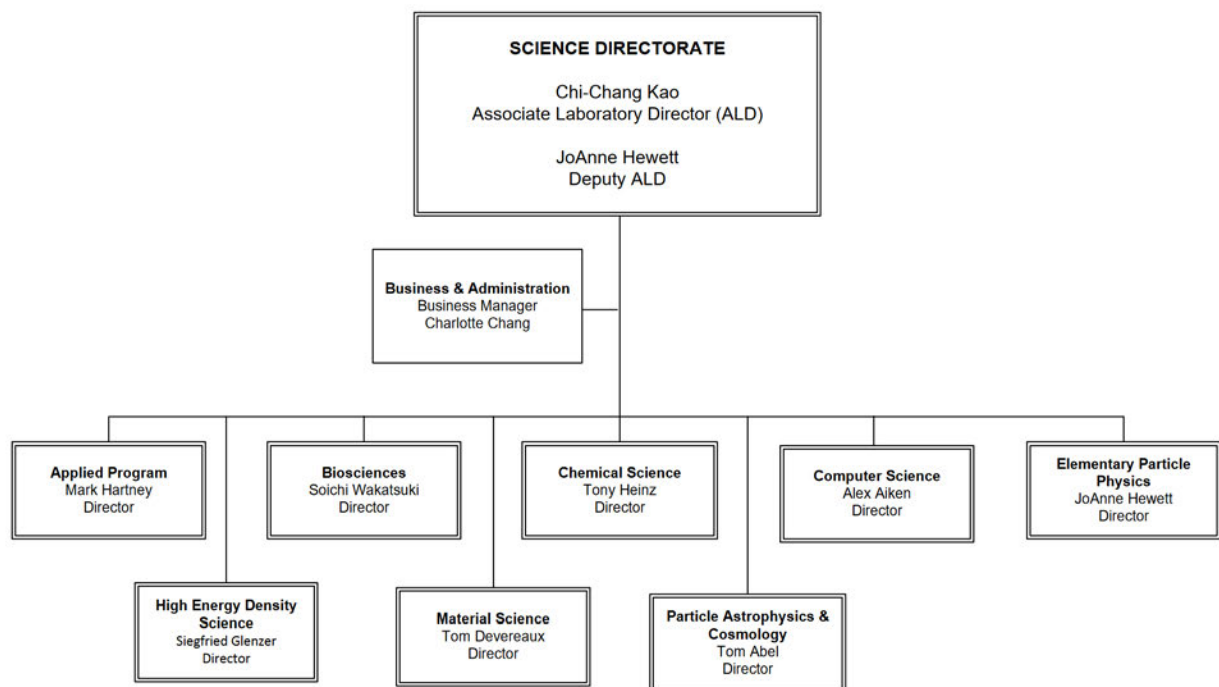 SCIENCE DIRECTORATE
Chi-Chang Kao
Associate Laboratory Director (ALD)
JoAnne Hewett
Deputy ALD
Business & Administration
Business Manager
Charlotte Chang
Applied Program
Mark Hartney
Director
Biosciences
Soichi Wakatsuki
Director
Chemical Science
Tony Heinz
Director
Computer Science
Alex Aiken
Director
Elementary Particle
Physics
JoAnne Hewett
Director
High Energy Density
Science
Siegfried Glenzer
Director
Material Science
Tom Devereaux
Director
Particle Astrophysics &
Cosmology
Tom Abel
Director